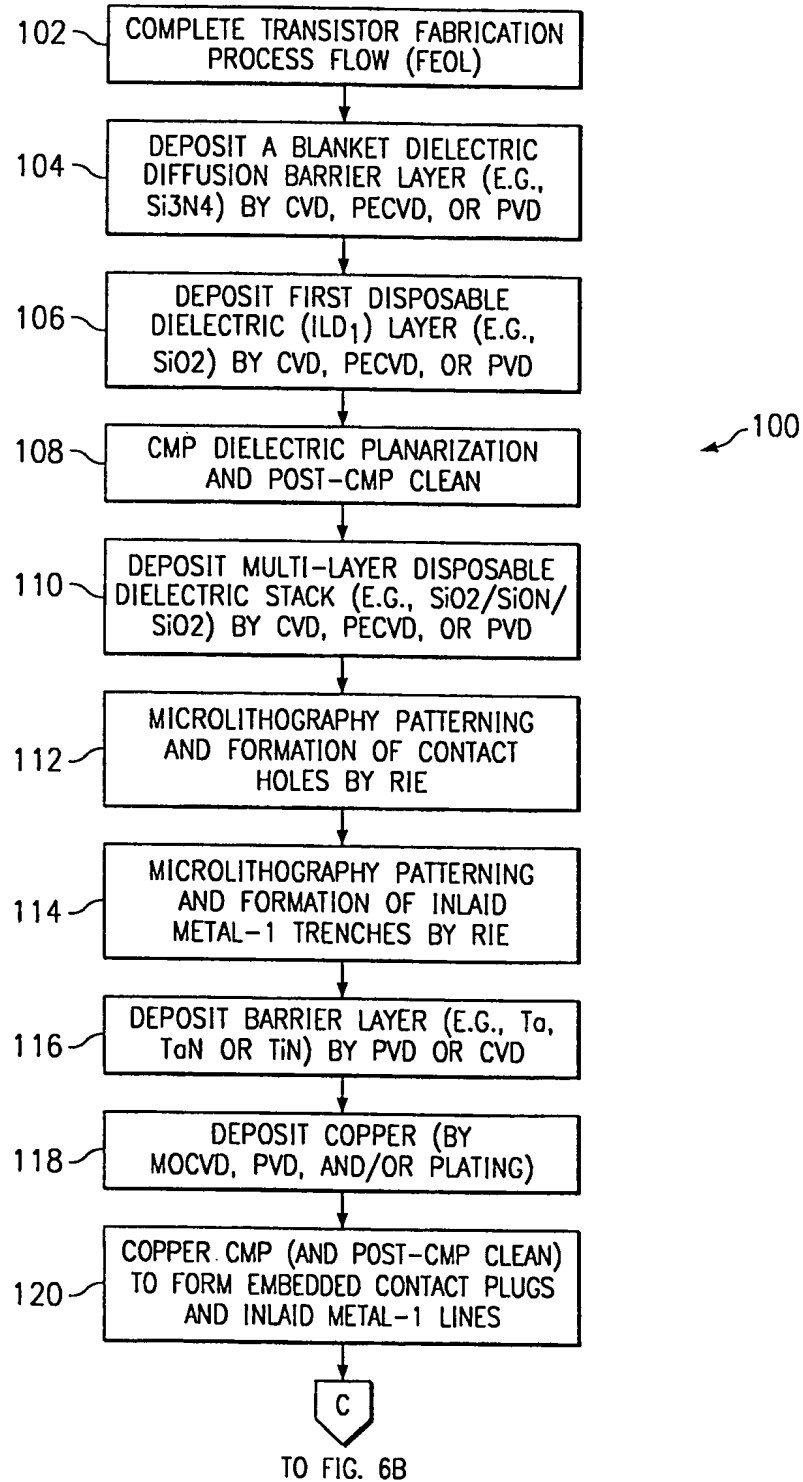 102
COMPLETE TRANSISTOR FABRICATION
PROCESS FLOW (FEOL)
104
DEPOSIT A BLANKET DIELECTRIC
DIFFUSION BARRIER LAYER (E.G.,
Si3N4) BY CVD, PECVD, OR PVD
106
DEPOSIT FIRST DISPOSABLE
DIELECTRIC (ILD₁) LAYER (E.G.,
SiO2) BY CVD, PECVD, OR PVD
100
108
CMP DIELECTRIC PLANARIZATION
AND POST-CMP CLEAN
110
DEPOSIT MULTI-LAYER DISPOSABLE
DIELECTRIC STACK (E.G., SiO2/SiON/
SiO2) BY CVD, PECVD, OR PVD
112
MICROLITHOGRAPHY PATTERNING
AND FORMATION OF CONTACT
HOLES BY RIE
114
MICROLITHOGRAPHY PATTERNING
AND FORMATION OF INLAID
METAL-1 TRENCHES BY RIE
116
DEPOSIT BARRIER LAYER (E.G., Ta,
TaN OR TiN) BY PVD OR CVD
118
DEPOSIT COPPER (BY
MOCVD, PVD, AND/OR PLATING)
120
COPPER CMP (AND POST-CMP CLEAN)
TO FORM EMBEDDED CONTACT PLUGS
AND INLAID METAL-1 LINES
C
TO FIG. 6B